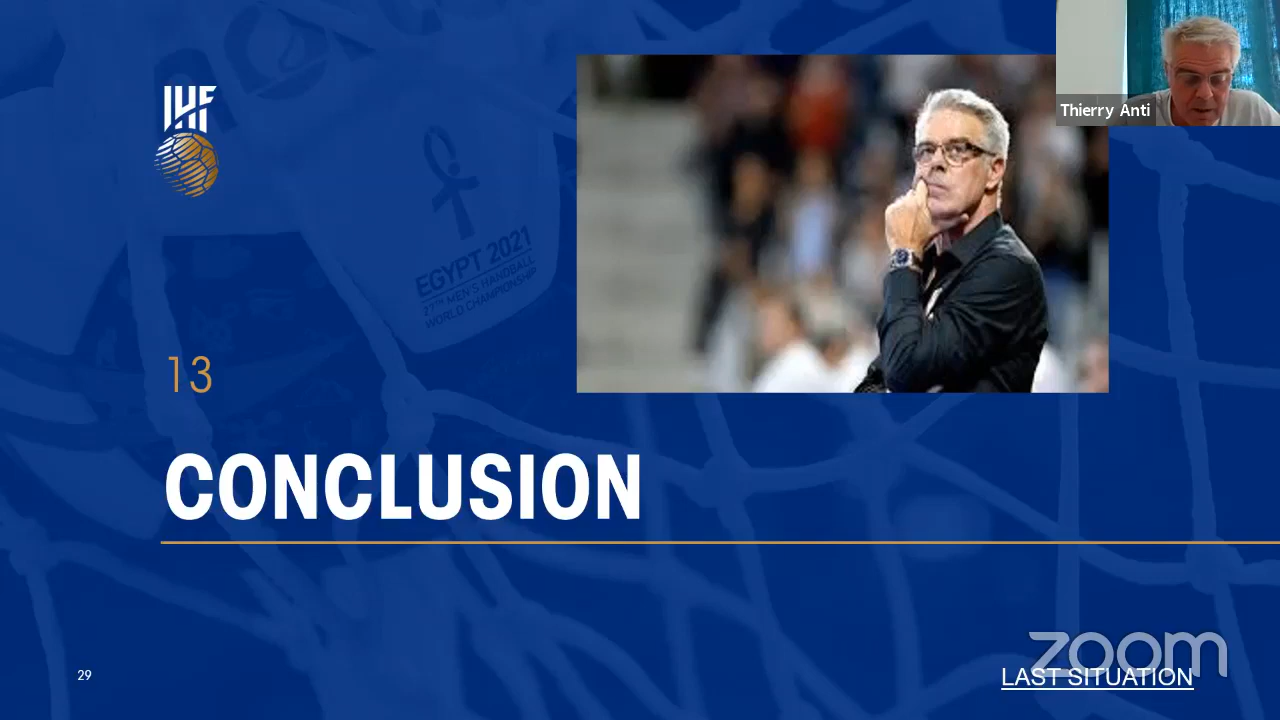 IHF
Thierry Anti
EGYPT 2021
27TH MEN'S HANDBALL
WORLD CHAMPIONSHIP
13
CONCLUSION
29
zoom
LAST SITUATION